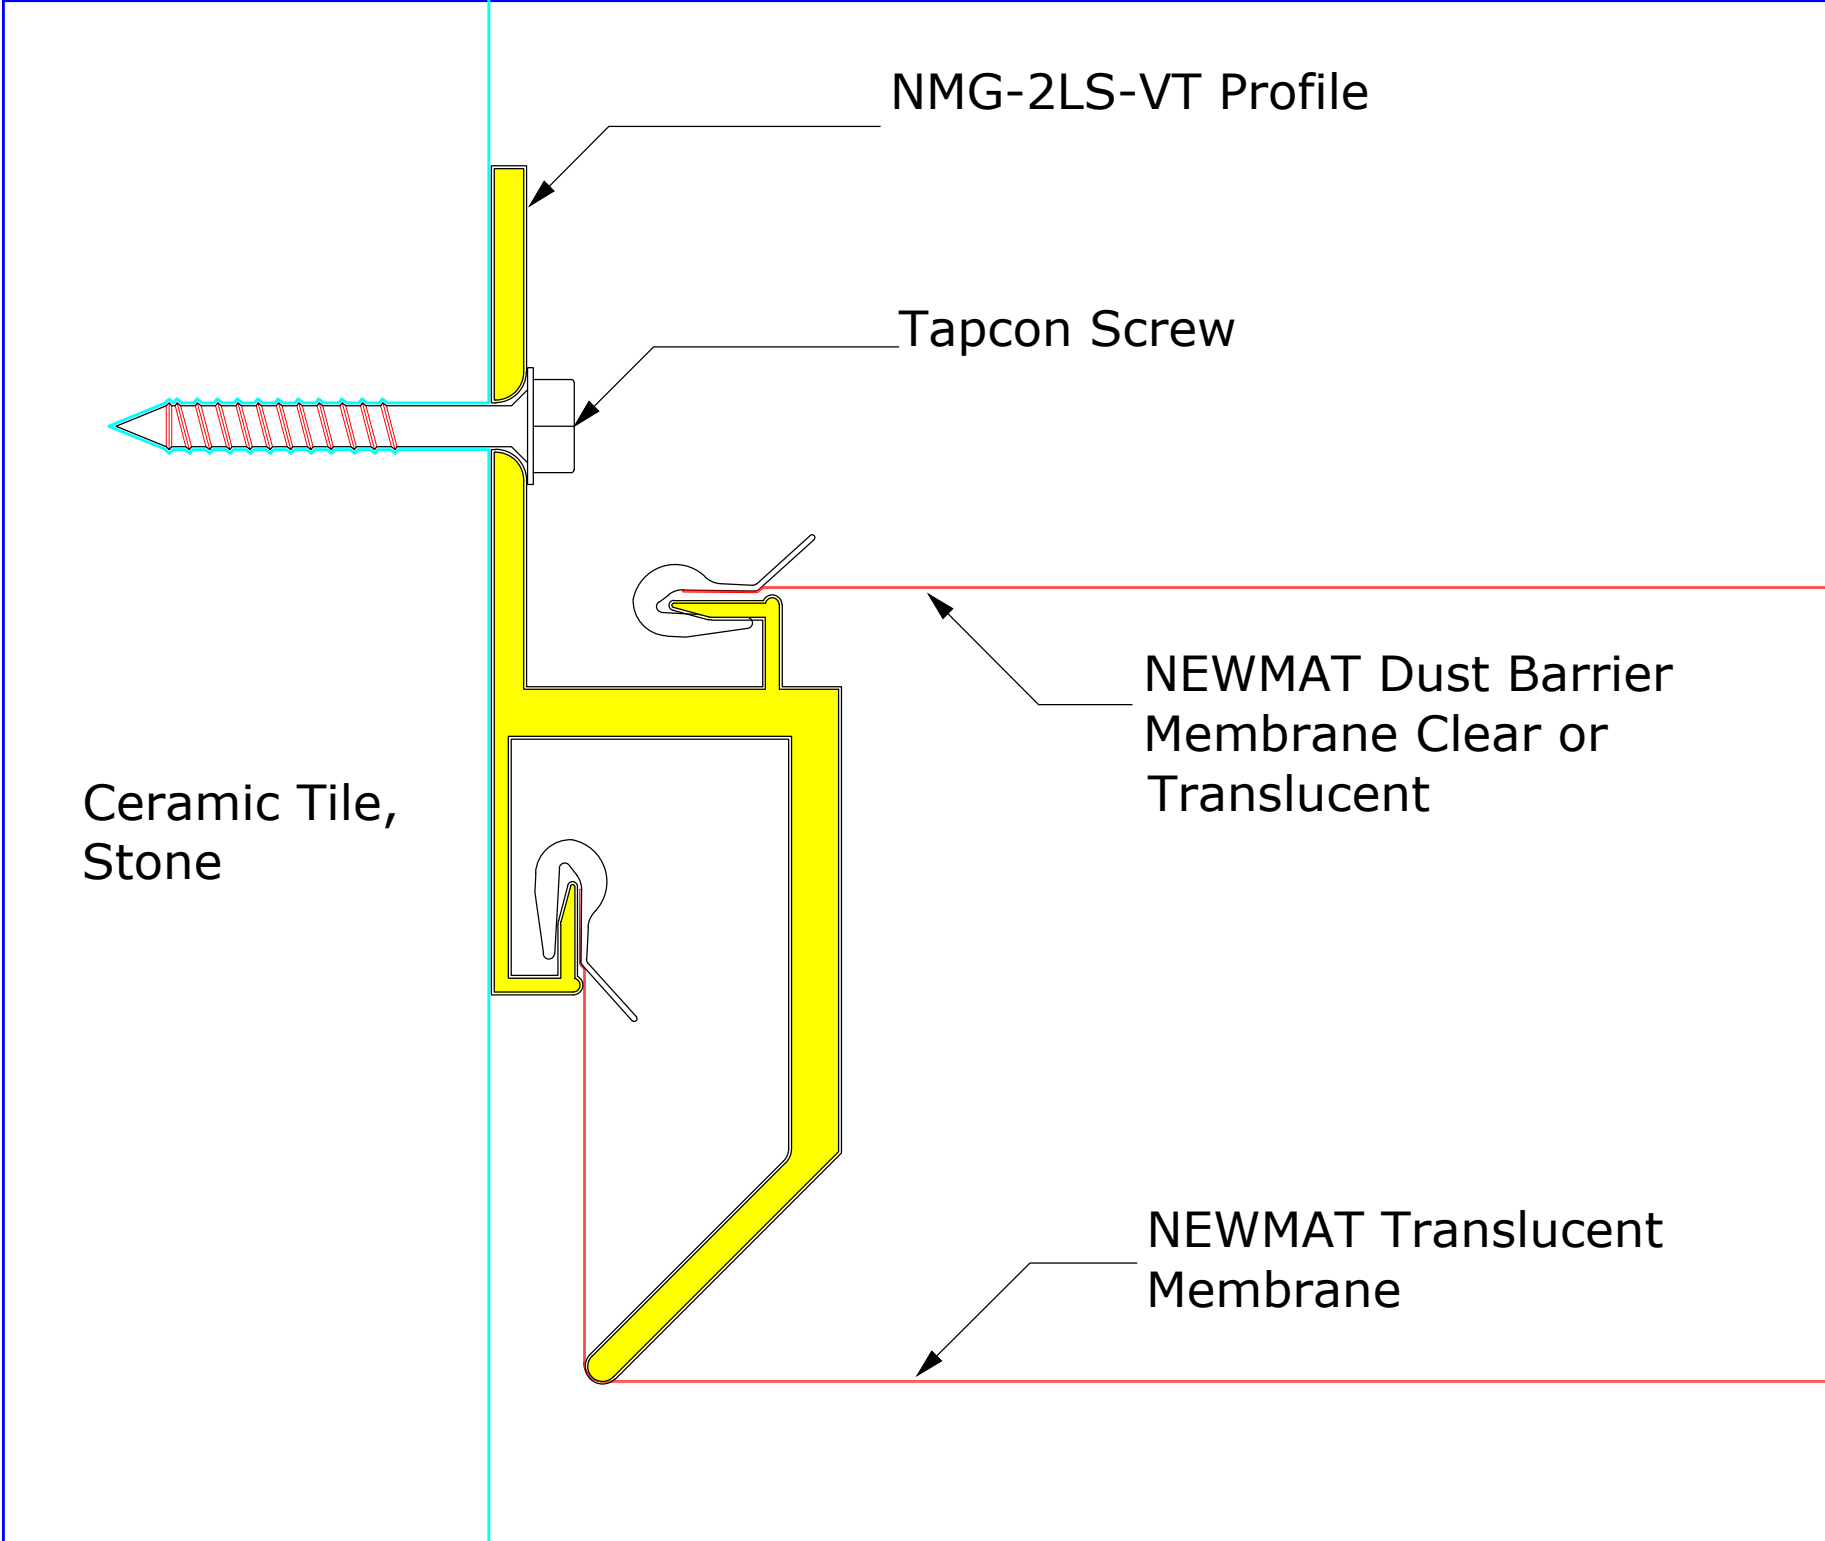 NMG-2LS-VT Profile
Tapcon Screw
NEWMAT Dust Barrier
Membrane Clear or
Translucent
Ceramic Tile,
Stone
NEWMAT Translucent
Membrane